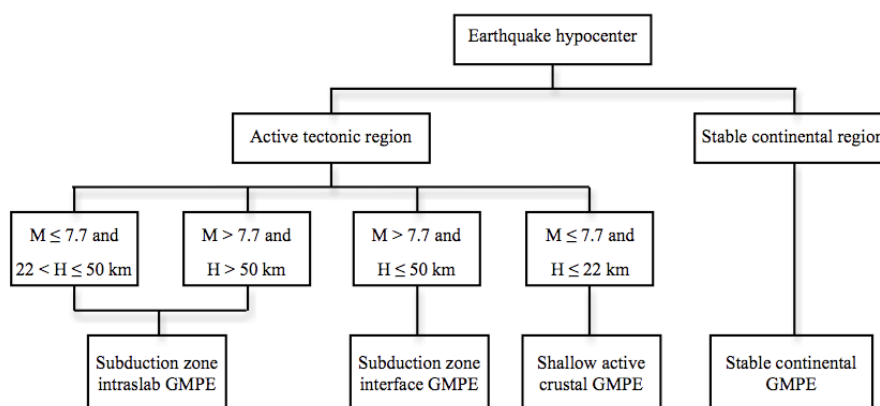 Earthquake hypocenter
Active tectonic region
Stable continental region
M ≤ 7.7 and
22 < H ≤ 50 km
M > 7.7 and
H > 50 km
M > 7.7 and
H ≤ 50 km
M ≤ 7.7 and
H ≤ 22 km
Subduction zone
intraslab GMPE
Subduction zone
interface GMPE
Shallow active
crustal GMPE
Stable continental
GMPE